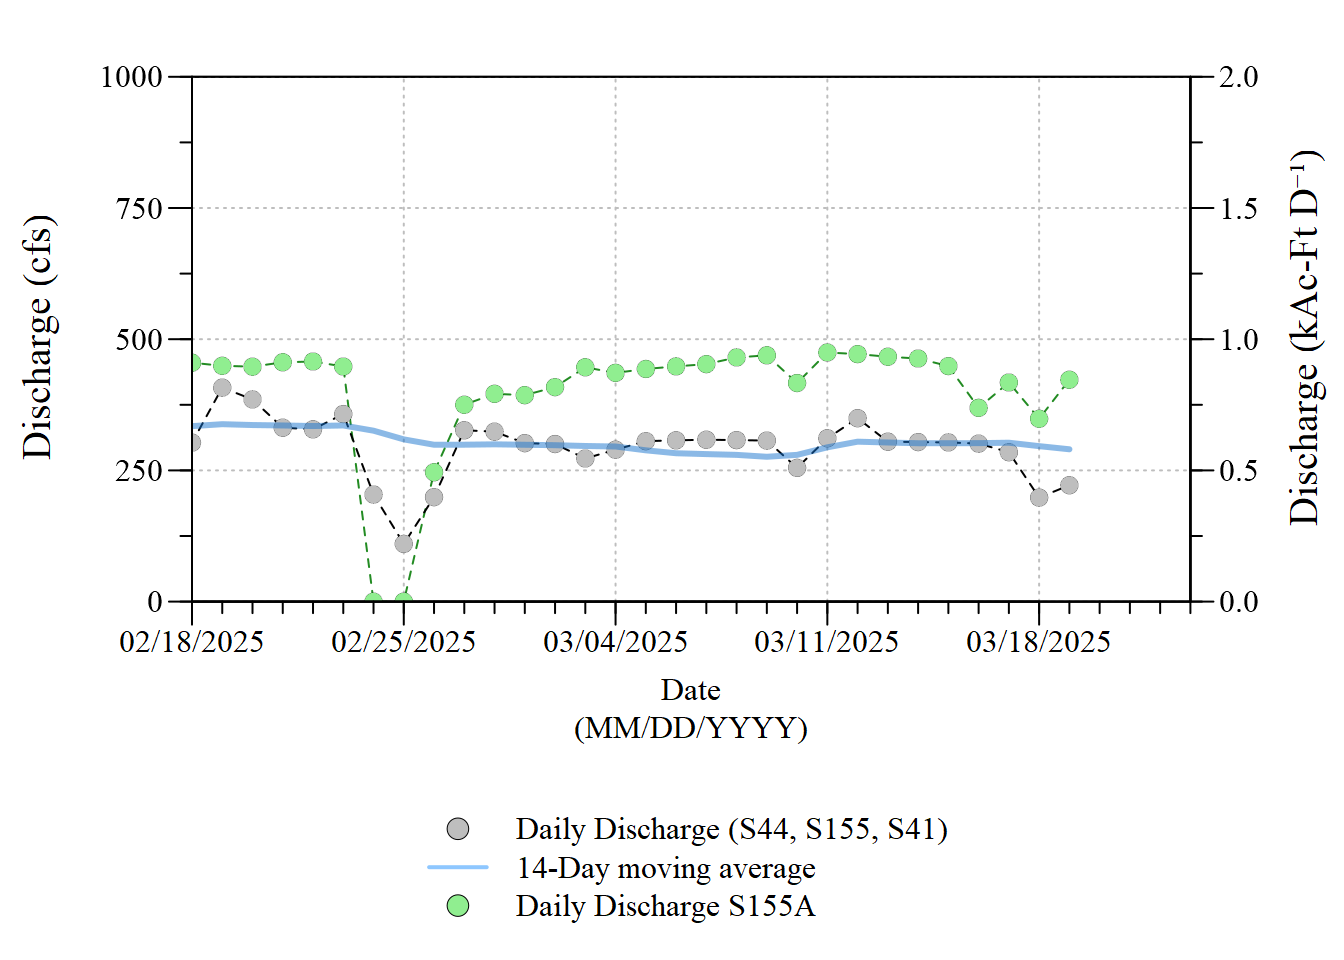 1000
750
500
250
0
Discharge (cfs)
2.0
1.5
1.0
0.5
0.0
Discharge (kAc-Ft D⁻¹)
02/18/2025
02/25/2025
03/04/2025
03/11/2025
03/18/2025
Date
(MM/DD/YYYY)
Daily Discharge (S44, S155, S41)
14-Day moving average
Daily Discharge S155A